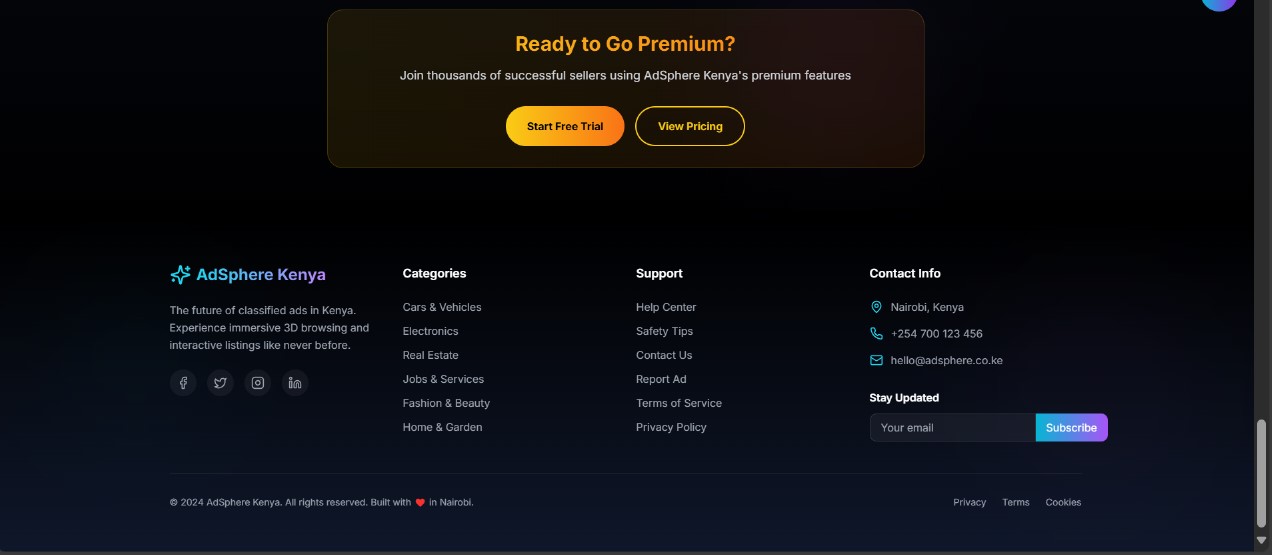 Ready to Go Premium?
Join thousands of successful sellers using AdSphere Kenya's premium features
Start Free Trial
View Pricing
AdSphere Kenya
The future of classified ads in Kenya.
Experience immersive 3D browsing and
interactive listings like never before.
Categories
Cars & Vehicles
Electronics
Real Estate
Jobs & Services
Fashion & Beauty
Home & Garden
Support
Help Center
Safety Tips
Contact Us
Report Ad
Terms of Service
Privacy Policy
Contact Info
Nairobi, Kenya
+254 700 123 456
hello@adsphere.co.ke
Stay Updated
Your email
Subscribe
© 2024 AdSphere Kenya. All rights reserved. Built with ❤️ in Nairobi.
Privacy
Terms
Cookies